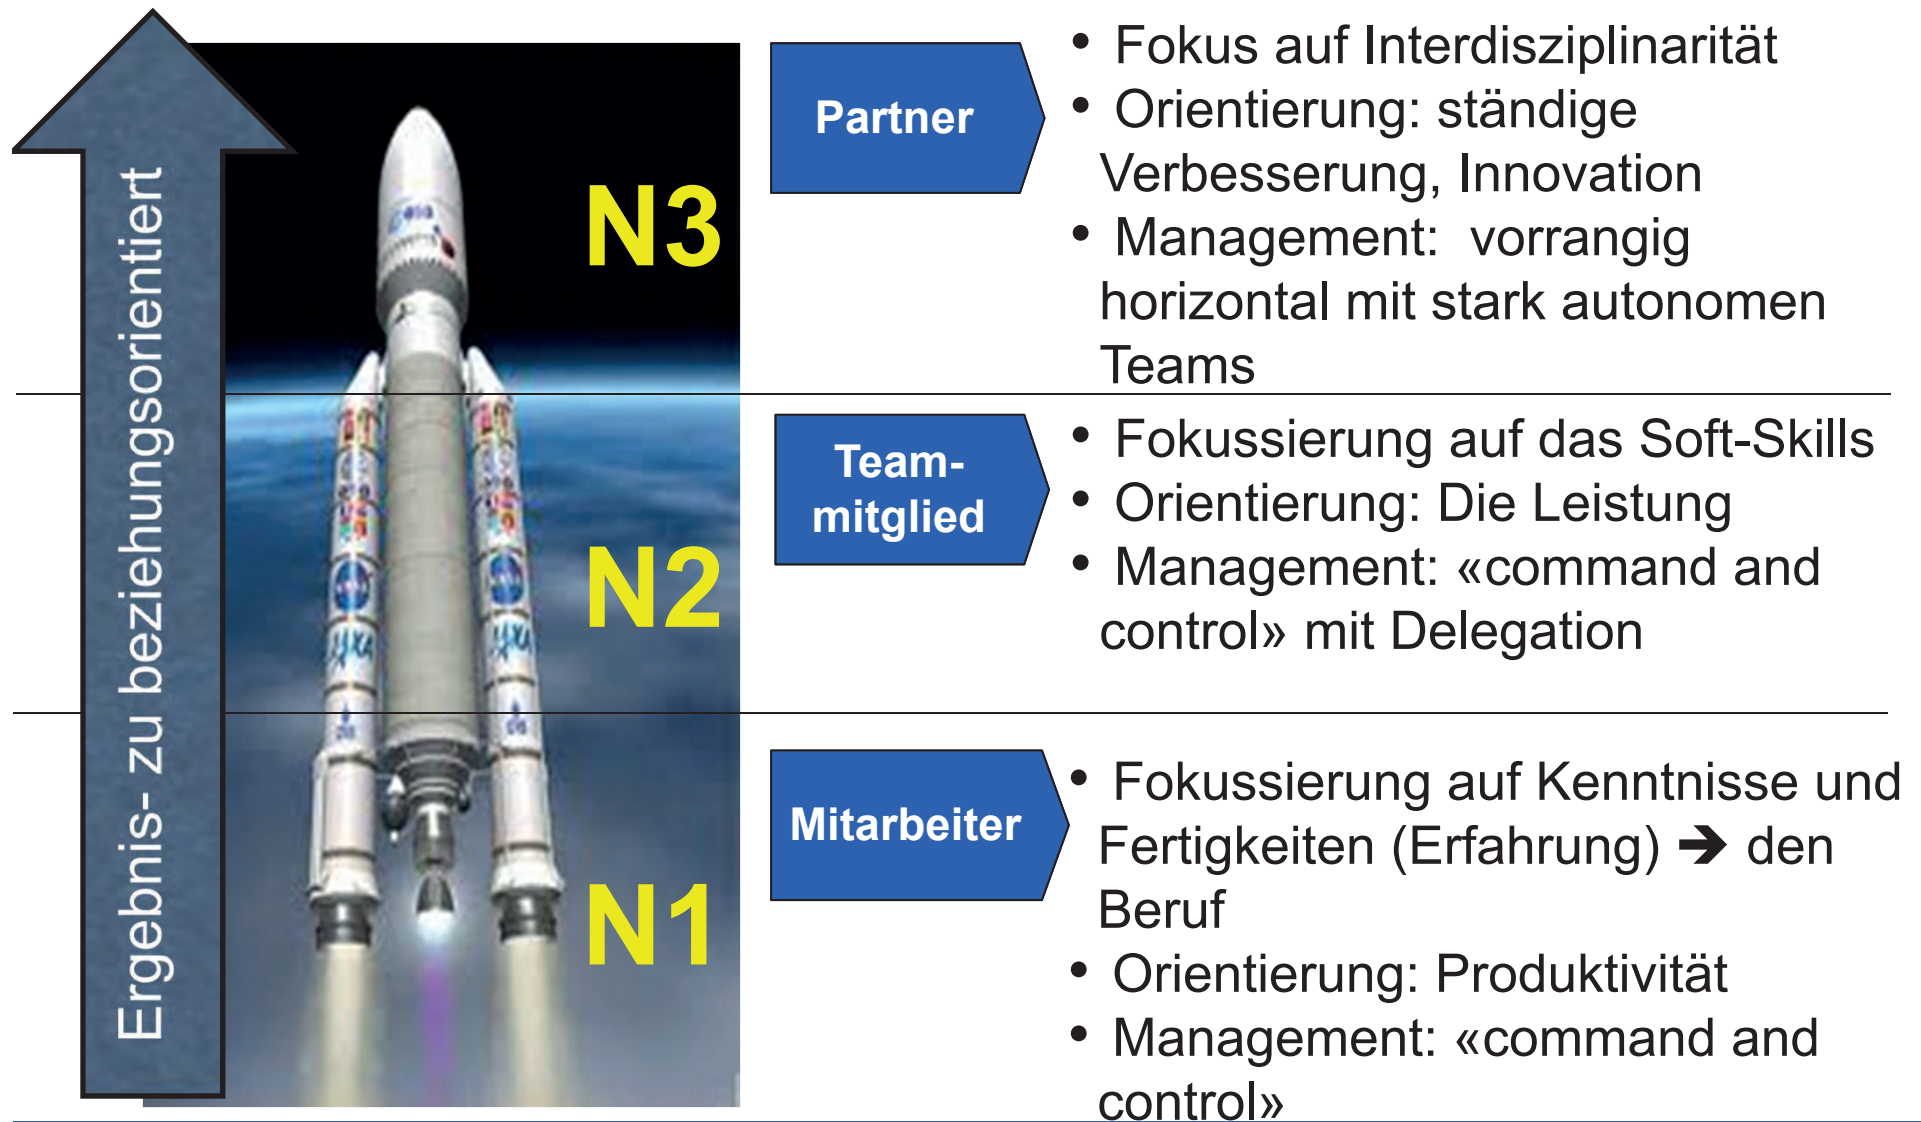 Ergebnis- zu beziehungsorientiert
esa
N3
Partner
• Fokus auf Interdisziplinarität
• Orientierung: ständige
Verbesserung, Innovation
• Management: vorrangig
horizontal mit stark autonomen
Teams
N2
Team-
mitglied
• Fokussierung auf das Soft-Skills
• Orientierung: Die Leistung
• Management: «command and
control» mit Delegation
N1
Mitarbeiter
• Fokussierung auf Kenntnisse und
Fertigkeiten (Erfahrung) ➔ den
Beruf
• Orientierung: Produktivität
• Management: «command and
control»